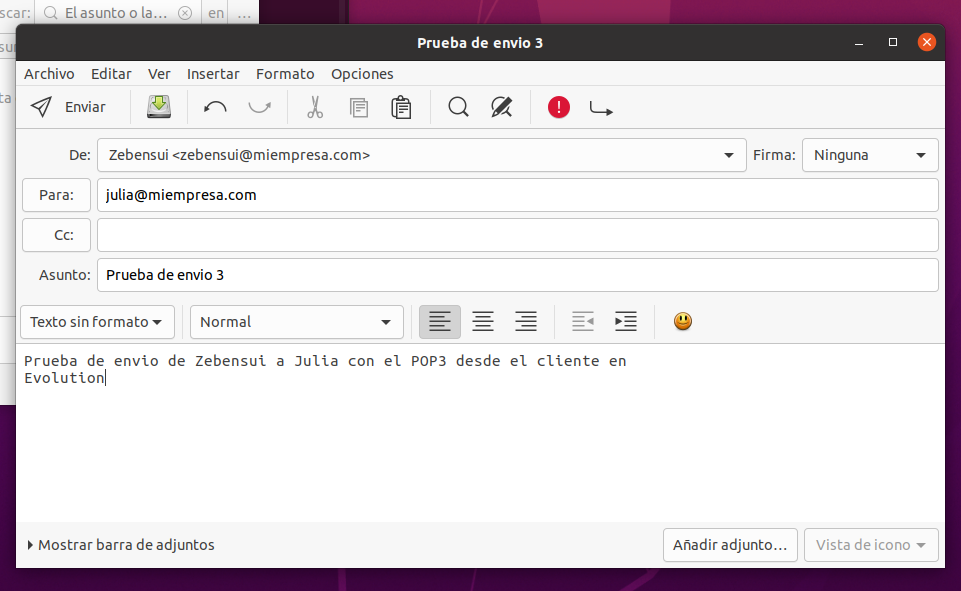 scar:
El asunto o la...
en
...
Prueba de envio 3
Archivo Editar Ver Insertar Formato Opciones
Enviar
De: Zebensui <zebensui@miempresa.com> Firma: Ninguna
Para: julia@miempresa.com
Cc:
Asunto: Prueba de envio 3
Texto sin formato Normal
Prueba de envio de Zebensui a Julia con el POP3 desde el cliente en
Evolution
Mostrar barra de adjuntos Añadir adjunto... Vista de icono